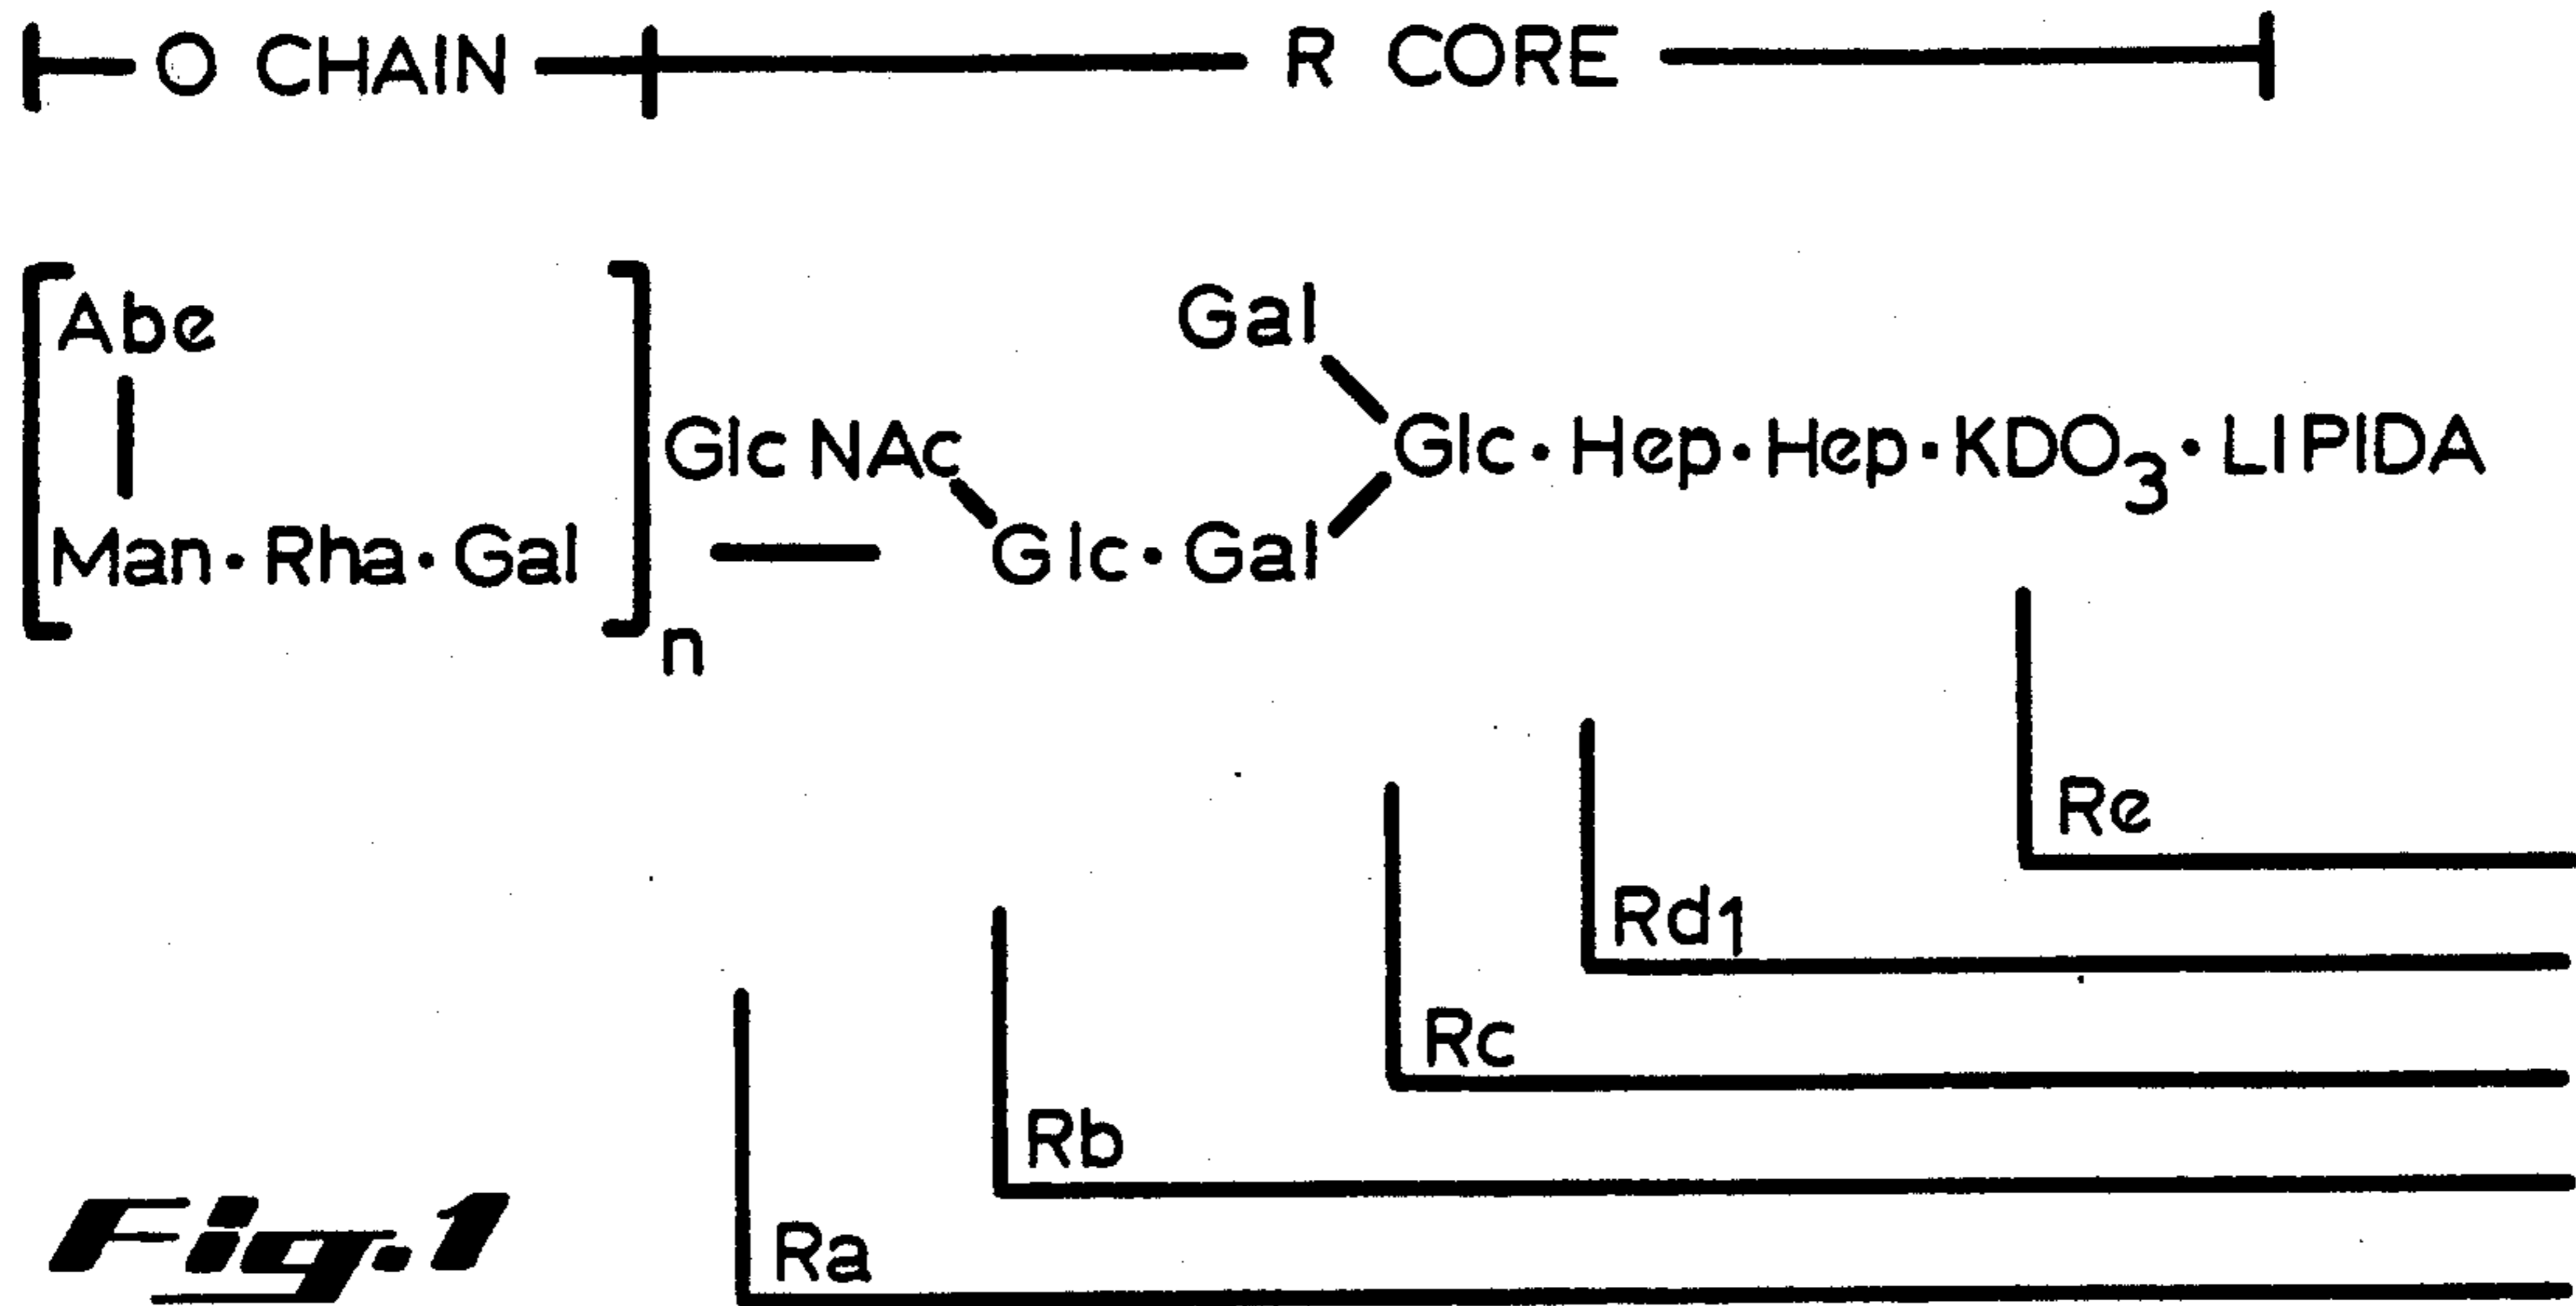 O CHAIN R CORE
Abe Gal
Glc NAc Glc · Hep · Hep · KDO3 · LIPIDA
Man · Rha · Gal Glc · Gal
n
Re
Rd1
Rc
Rb
Ra
Fig.1